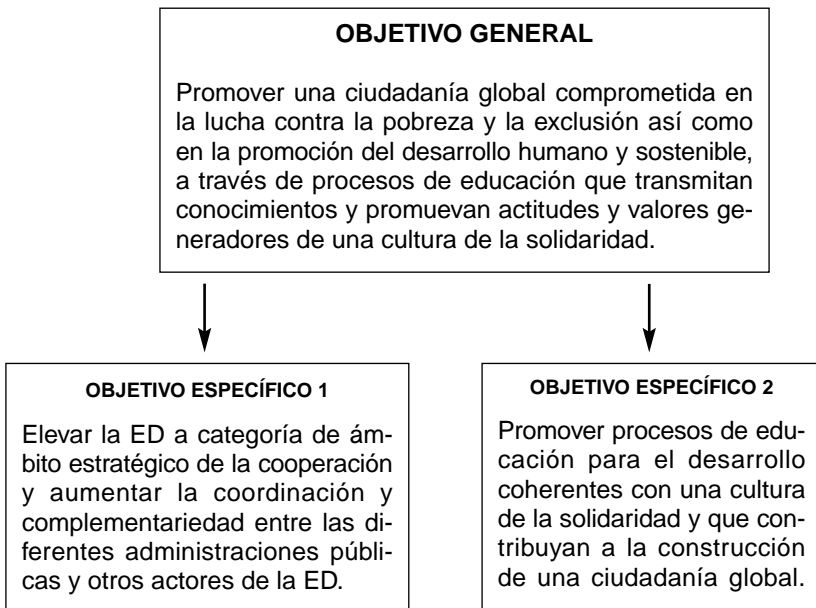 OBJETIVO GENERAL
Promover una ciudadanía global comprometida en
la lucha contra la pobreza y la exclusión así como
en la promoción del desarrollo humano y sostenible,
a través de procesos de educación que transmitan
conocimientos y promuevan actitudes y valores ge-
neradores de una cultura de la solidaridad.
OBJETIVO ESPECÍFICO 1
Elevar la ED a categoría de ám-
bito estratégico de la cooperación
y aumentar la coordinación y
complementariedad entre las di-
ferentes administraciones públi-
cas y otros actores de la ED.
OBJETIVO ESPECÍFICO 2
Promover procesos de edu-
cación para el desarrollo
coherentes con una cultura
de la solidaridad y que con-
tribuyan a la construcción
de una ciudadanía global.